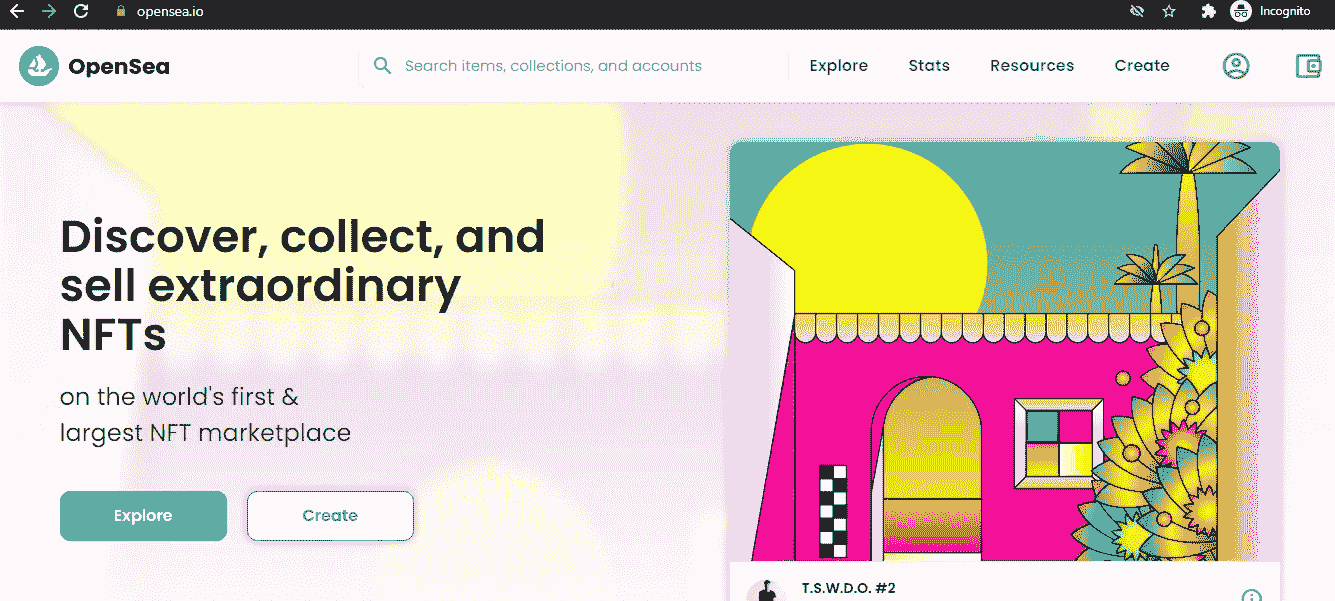 opensea.io
Incognito
OpenSea
Search items, collections, and accounts
Explore
Stats
Resources
Create
Discover, collect, and
sell extraordinary
NFTs
on the world's first &
largest NFT marketplace
Explore
Create
T.S.W.D.O. #2